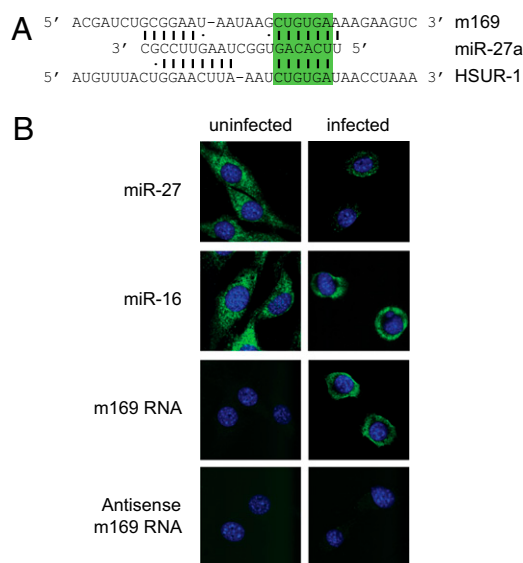 A
5′ ACGAUCUGCGGAAU-AAUAAGCUGUGAAAAGAAGUC 3′ m169
3′ CGCCUUGAAUCGGUGACACUU 5′ miR-27a
5′ AUGUUUACUGGAACUUA-AAUCUGUGAUAACCUAAA 3′ HSUR-1
B
uninfected infected
miR-27
miR-16
m169 RNA
Antisense
m169 RNA